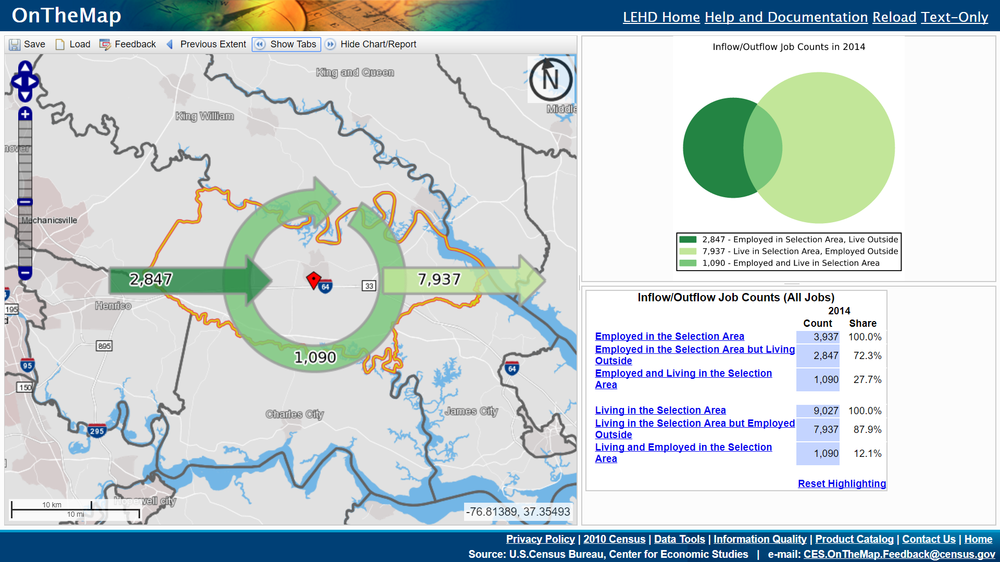 OnTheMap
LEHD Home Help and Documentation Reload Text-Only
Save Load Feedback Previous Extent Show Tabs Hide Chart/Report
King and Queen
N
King William
Middle
nover
Mechanicsville
2,847
7,937
64
33
Henrico
195
d
895
1,090
95
64
150
Charles City
James City
295
Hopewell city
10 km
10 mi
-76.81389, 37.35493
Inflow/Outflow Job Counts in 2014
2,847 - Employed in Selection Area, Live Outside
7,937 - Live in Selection Area, Employed Outside
1,090 - Employed and Live in Selection Area
Inflow/Outflow Job Counts (All Jobs)
2014
Count Share
Employed in the Selection Area 3,937 100.0%
Employed in the Selection Area but Living
Outside 2,847 72.3%
Employed and Living in the Selection
Area 1,090 27.7%
Living in the Selection Area 9,027 100.0%
Living in the Selection Area but Employed
Outside 7,937 87.9%
Living and Employed in the Selection
Area 1,090 12.1%
Reset Highlighting
Privacy Policy | 2010 Census | Data Tools | Information Quality | Product Catalog | Contact Us | Home
Source: U.S.Census Bureau, Center for Economic Studies | e-mail: CES.OnTheMap.Feedback@census.gov